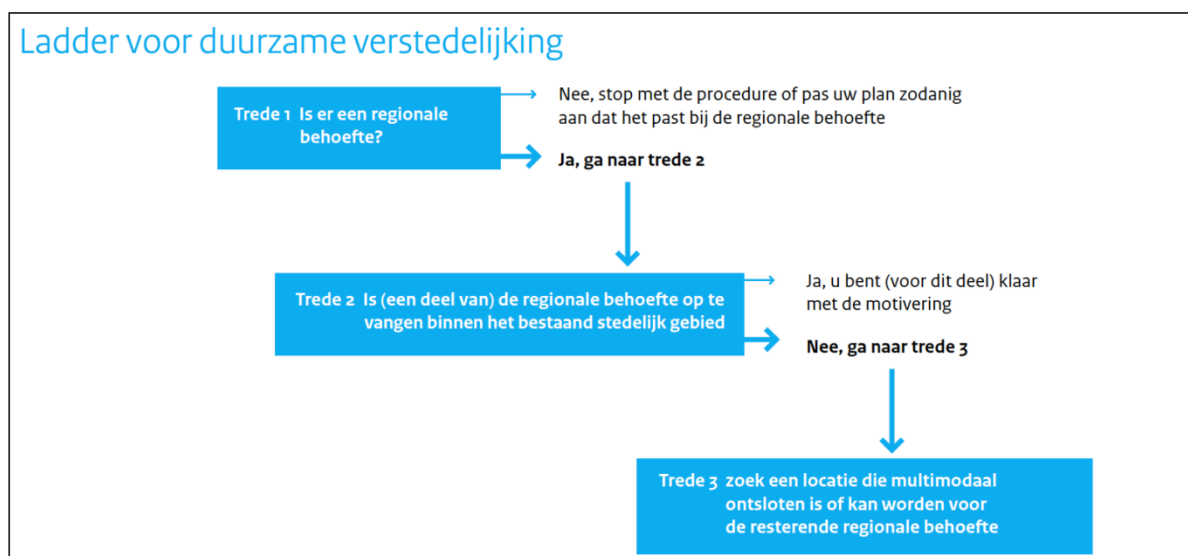 Ladder voor duurzame verstedelijking
Trede 1 Is er een regionale
behoefte?
Nee, stop met de procedure of pas uw plan zodanig
aan dat het past bij de regionale behoefte
Ja, ga naar trede 2
Trede 2 Is (een deel van) de regionale behoefte op te
vangen binnen het bestaand stedelijk gebied
Ja, u bent (voor dit deel) klaar
met de motivering
Nee, ga naar trede 3
Trede 3 zoek een locatie die multimodaal
ontsloten is of kan worden voor
de resterende regionale behoefte